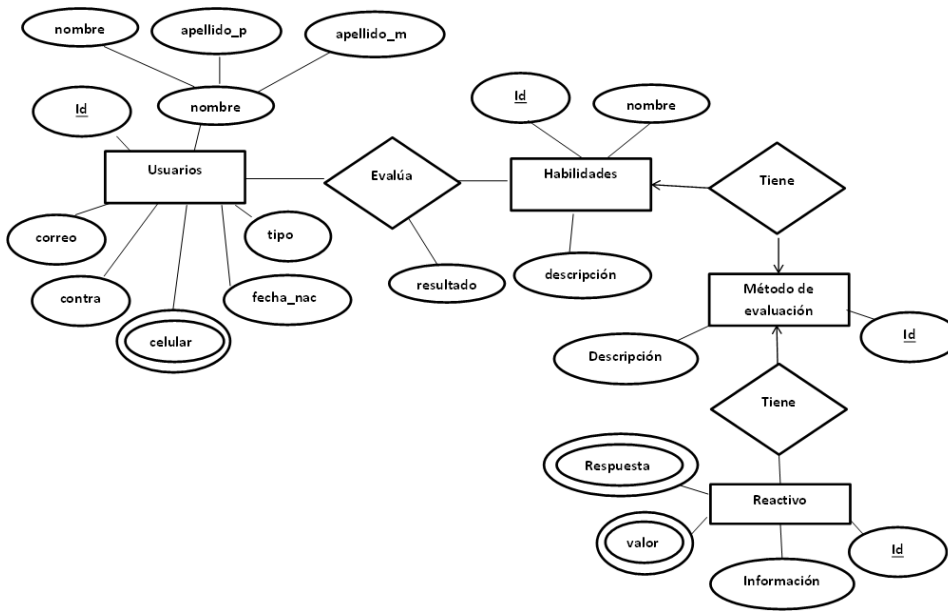 nombre
apellido_p
apellido_m
Id
nombre
Id
nombre
Usuarios
Evalúa
Habilidades
Tiene
correo
tipo
contra
fecha_nac
resultado
descripción
celular
Método de
evaluación
Descripción
Id
Tiene
Respuesta
Reactivo
valor
Id
Información